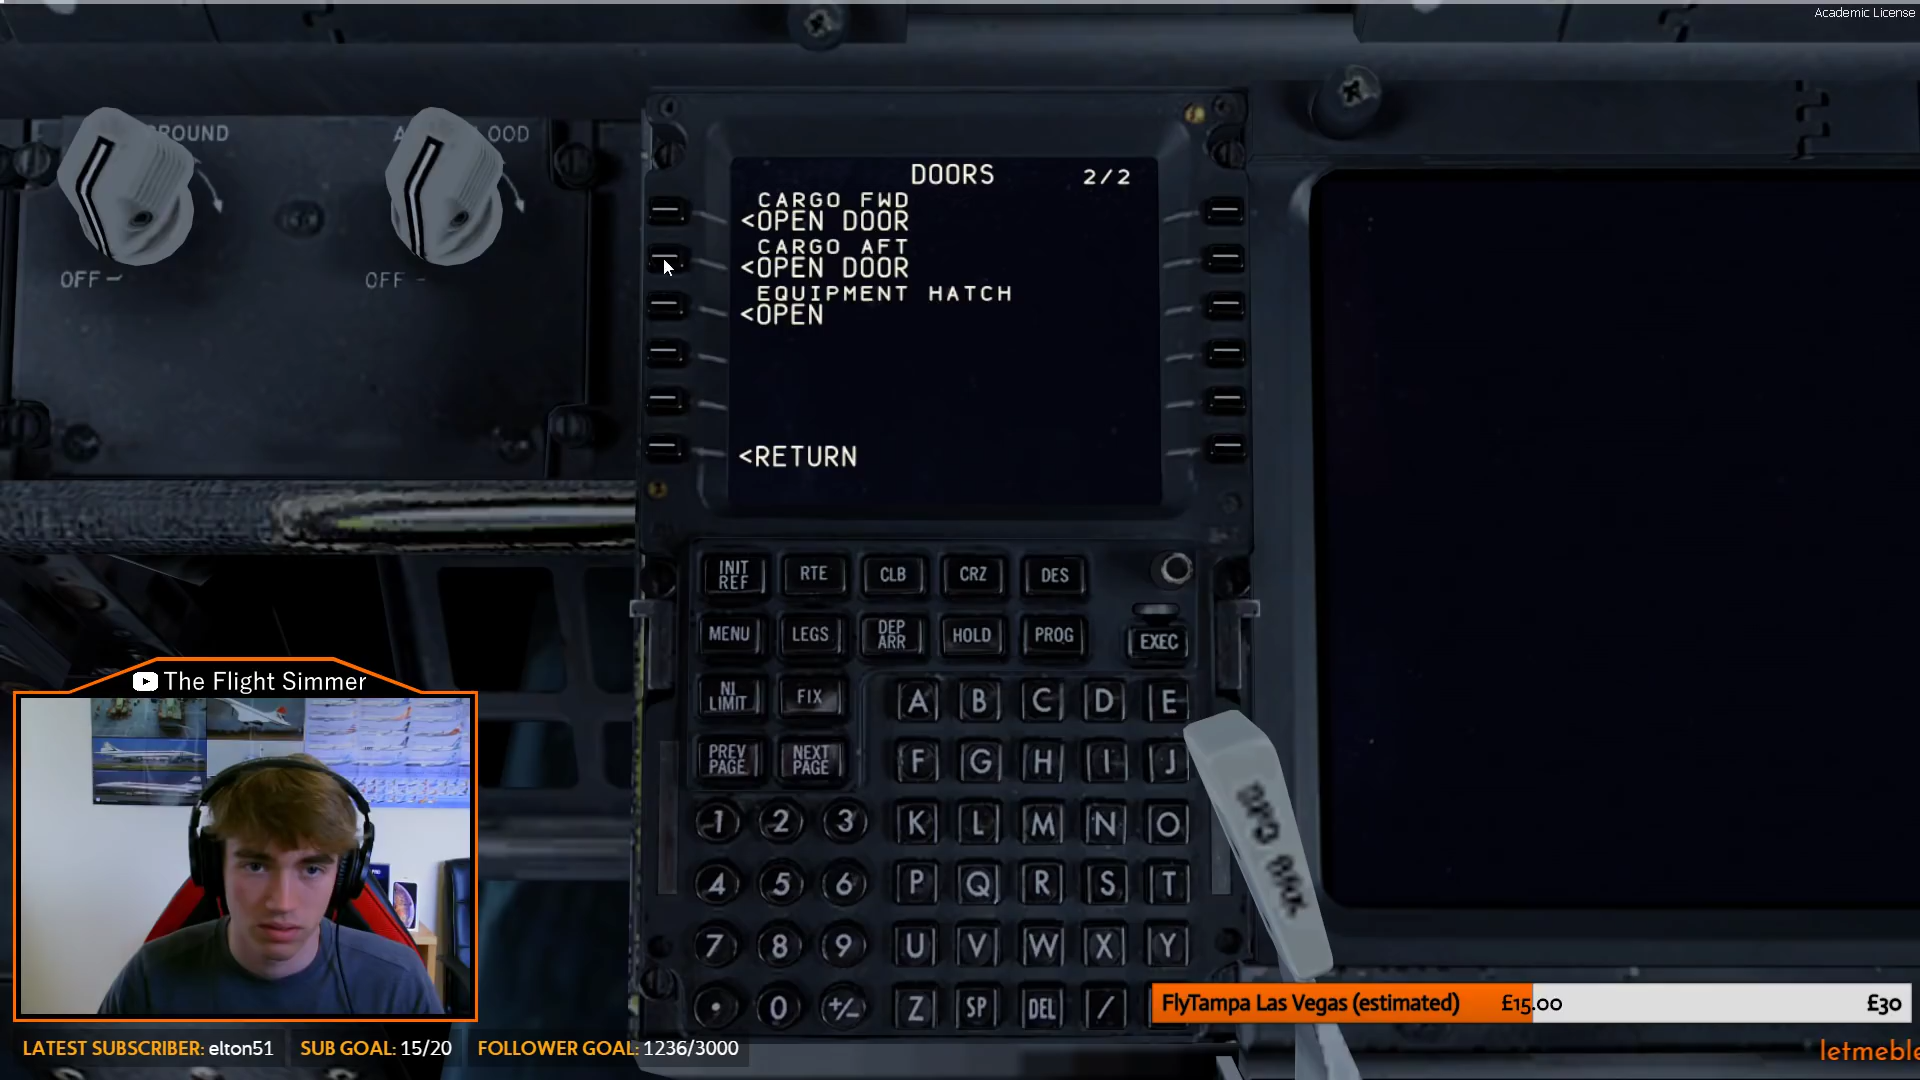 Academic License
ROUND
OOD
OFF
OFF
DOORS 2/2
CARGO FWD
<OPEN DOOR
CARGO AFT
<OPEN DOOR
EQUIPMENT HATCH
<OPEN
<RETURN
INIT REF
RTE
CLB
CRZ
DES
MENU
LEGS
DEP ARR
HOLD
PROG
EXEC
N1 LIMIT
FIX
A B C D E
PREV PAGE
NEXT PAGE
F G H I J
1 2 3 K L M N O
4 5 6 P Q R S T
7 8 9 U V W X Y
. 0 +/- Z SP DEL /
The Flight Simmer
FlyTampa Las Vegas (estimated) £15.00 £30
LATEST SUBSCRIBER: elton51 SUB GOAL: 15/20 FOLLOWER GOAL: 1236/3000
letmeble